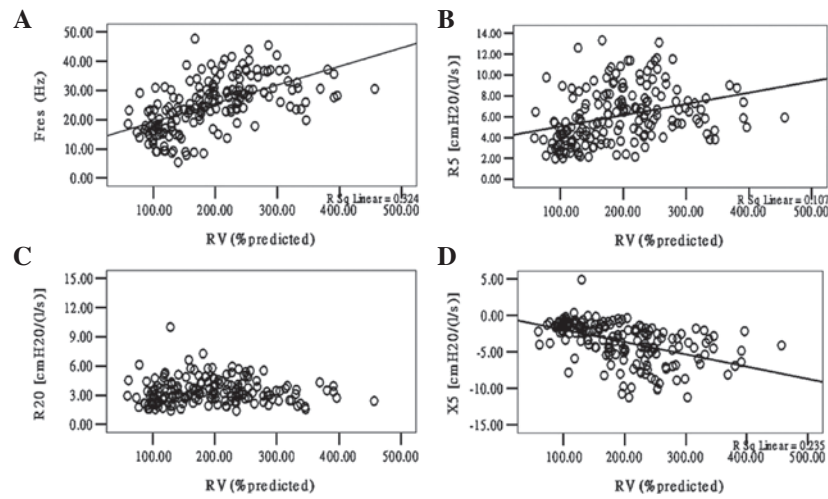 A
50.00
40.00
30.00
20.00
10.00
0.00
Fres (Hz)
100.00 200.00 300.00 400.00 500.00
R Sq Linear = 0.324
RV (%predicted)
B
14.00
12.00
10.00
8.00
6.00
4.00
2.00
0.00
R5 [cmH20/(l/s)]
100.00 200.00 300.00 400.00 500.00
R Sq Linear = 0.107
RV (%predicted)
C
15.00
12.00
9.00
6.00
3.00
0.00
R20 [cmH20/(l/s)]
100.00 200.00 300.00 400.00 500.00
RV (%predicted)
D
5.00
0.00
-5.00
-10.00
-15.00
X5 [cmH20/(l/s)]
100.00 200.00 300.00 400.00 500.00
R Sq Linear = 0.235
RV (%predicted)